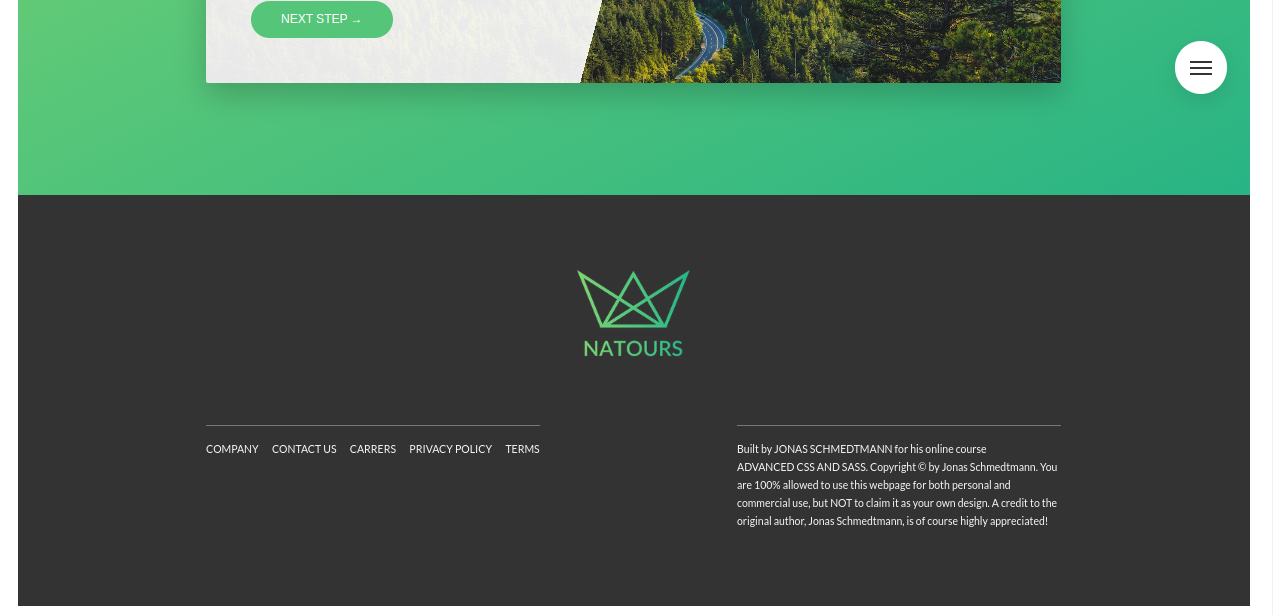 NEXT STEP →
NATOURS
COMPANY CONTACT US CARRERS PRIVACY POLICY TERMS
Built by JONAS SCHMEDTMANN for his online course
ADVANCED CSS AND SASS. Copyright © by Jonas Schmedtmann. You
are 100% allowed to use this webpage for both personal and
commercial use, but NOT to claim it as your own design. A credit to the
original author, Jonas Schmedtmann, is of course highly appreciated!